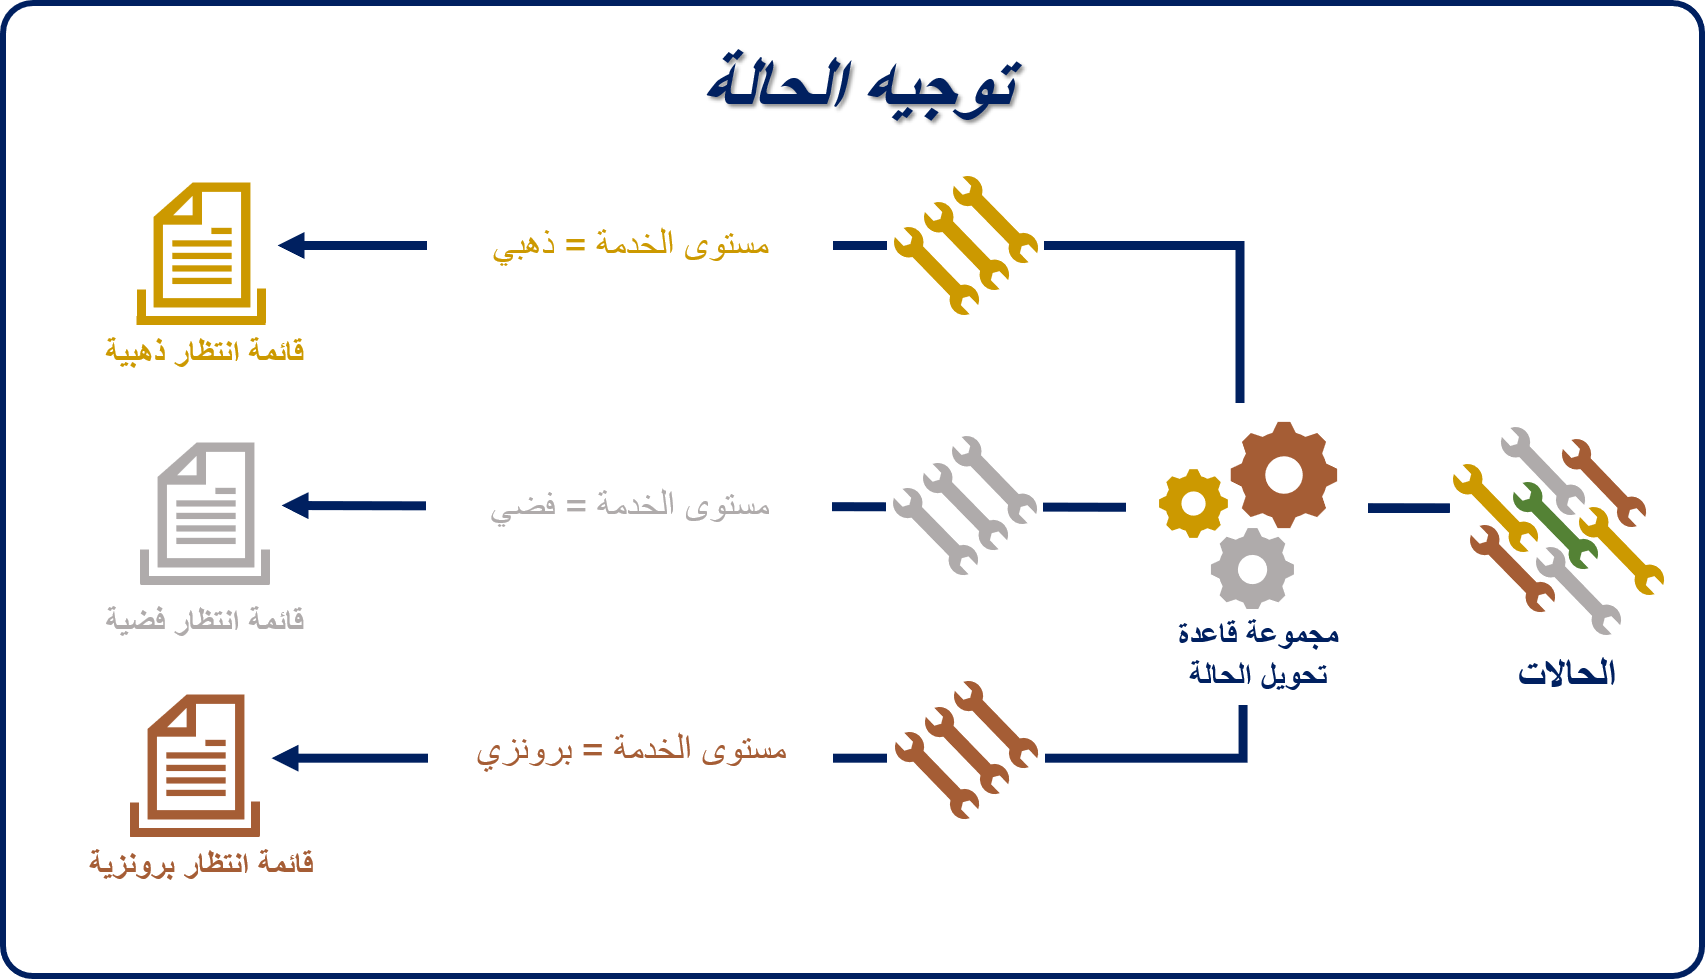 توجيه الحالة
مستوى الخدمة = ذهبي
قائمة انتظار ذهبية
مستوى الخدمة = فضي
قائمة انتظار فضية
مجموعة قاعدة
تحويل الحالة
الحالات
مستوى الخدمة = برونزي
قائمة انتظار برونزية